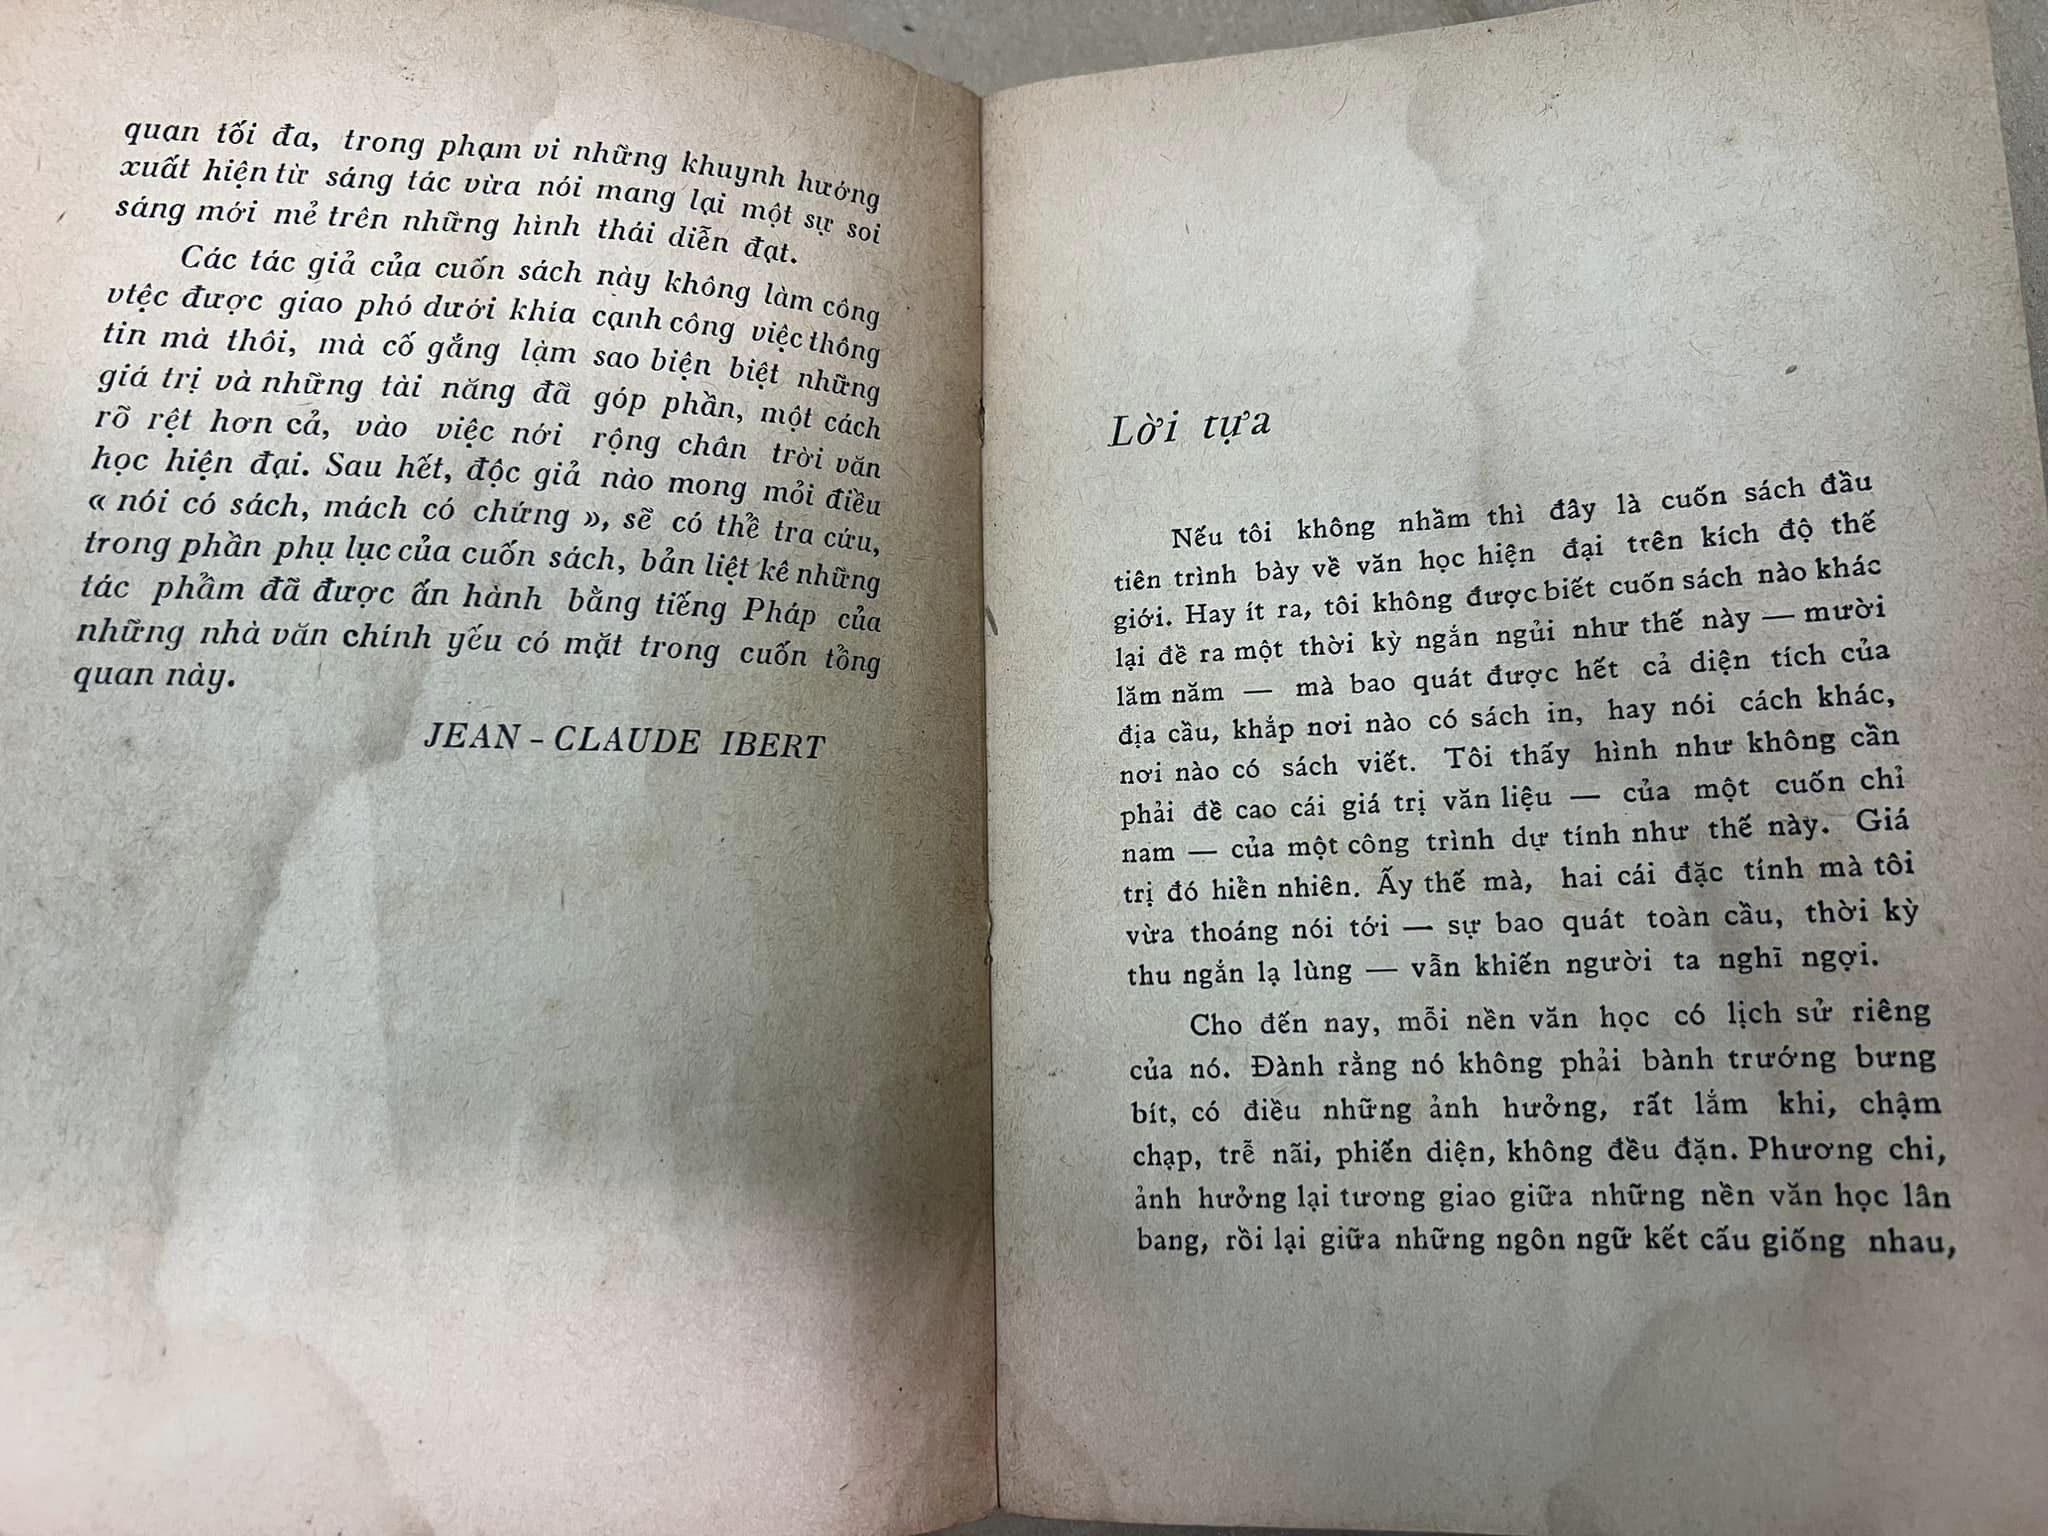 quan tối đa, trong phạm vi những khuynh hướng
xuất hiện từ sáng tác vừa nói mang lại một sự soi
sáng mới mẻ trên những hình thái diễn đạt.
Các tác giả của cuốn sách này không làm công
vtệc được giao phó dưới khía cạnh công việc thông
tin mà thôi, mà cố gắng làm sao biện biệt những
giá trị và những tài năng đã góp phần, một cách
rõ rệt hơn cả, vào việc nới rộng chân trời văn
học hiện đại. Sau hết, độc giả nào mong mỏi điều
« nói có sách, mách có chứng », sẽ có thể tra cứu,
trong phần phụ lục của cuốn sách, bản liệt kê những
tác phẩm đã được ấn hành bằng tiếng Pháp của
những nhà văn chính yếu có mặt trong cuốn tổng
quan này.
JEAN - CLAUDE IBERT
Lời tựa
Nếu tôi không nhầm thì đây là cuốn sách đầu
tiên trình bày về văn học hiện đại trên kích độ thế
giới. Hay ít ra, tôi không được biết cuốn sách nào khác
lại đề ra một thời kỳ ngắn ngủi như thế này — mười
lăm năm — mà bao quát được hết cả diện tích của
địa cầu, khắp nơi nào có sách in, hay nói cách khác,
nơi nào có sách viết. Tôi thấy hình như không cần
phải đề cao cái giá trị văn liệu — của một cuốn chỉ
nam — của một công trình dự tính như thế này. Giá
trị đó hiển nhiên. Ấy thế mà, hai cái đặc tính mà tôi
vừa thoáng nói tới — sự bao quát toàn cầu, thời kỳ
thu ngắn lạ lùng — vẫn khiến người ta nghĩ ngợi.
Cho đến nay, mỗi nền văn học có lịch sử riêng
của nó. Đành rằng nó không phải bành trướng bưng
bít, có điều những ảnh hưởng, rất lắm khi, chậm
chạp, trễ nãi, phiến diện, không đều đặn. Phương chi,
ảnh hưởng lại tương giao giữa những nền văn học lân
bang, rồi lại giữa những ngôn ngữ kết cấu giống nhau,